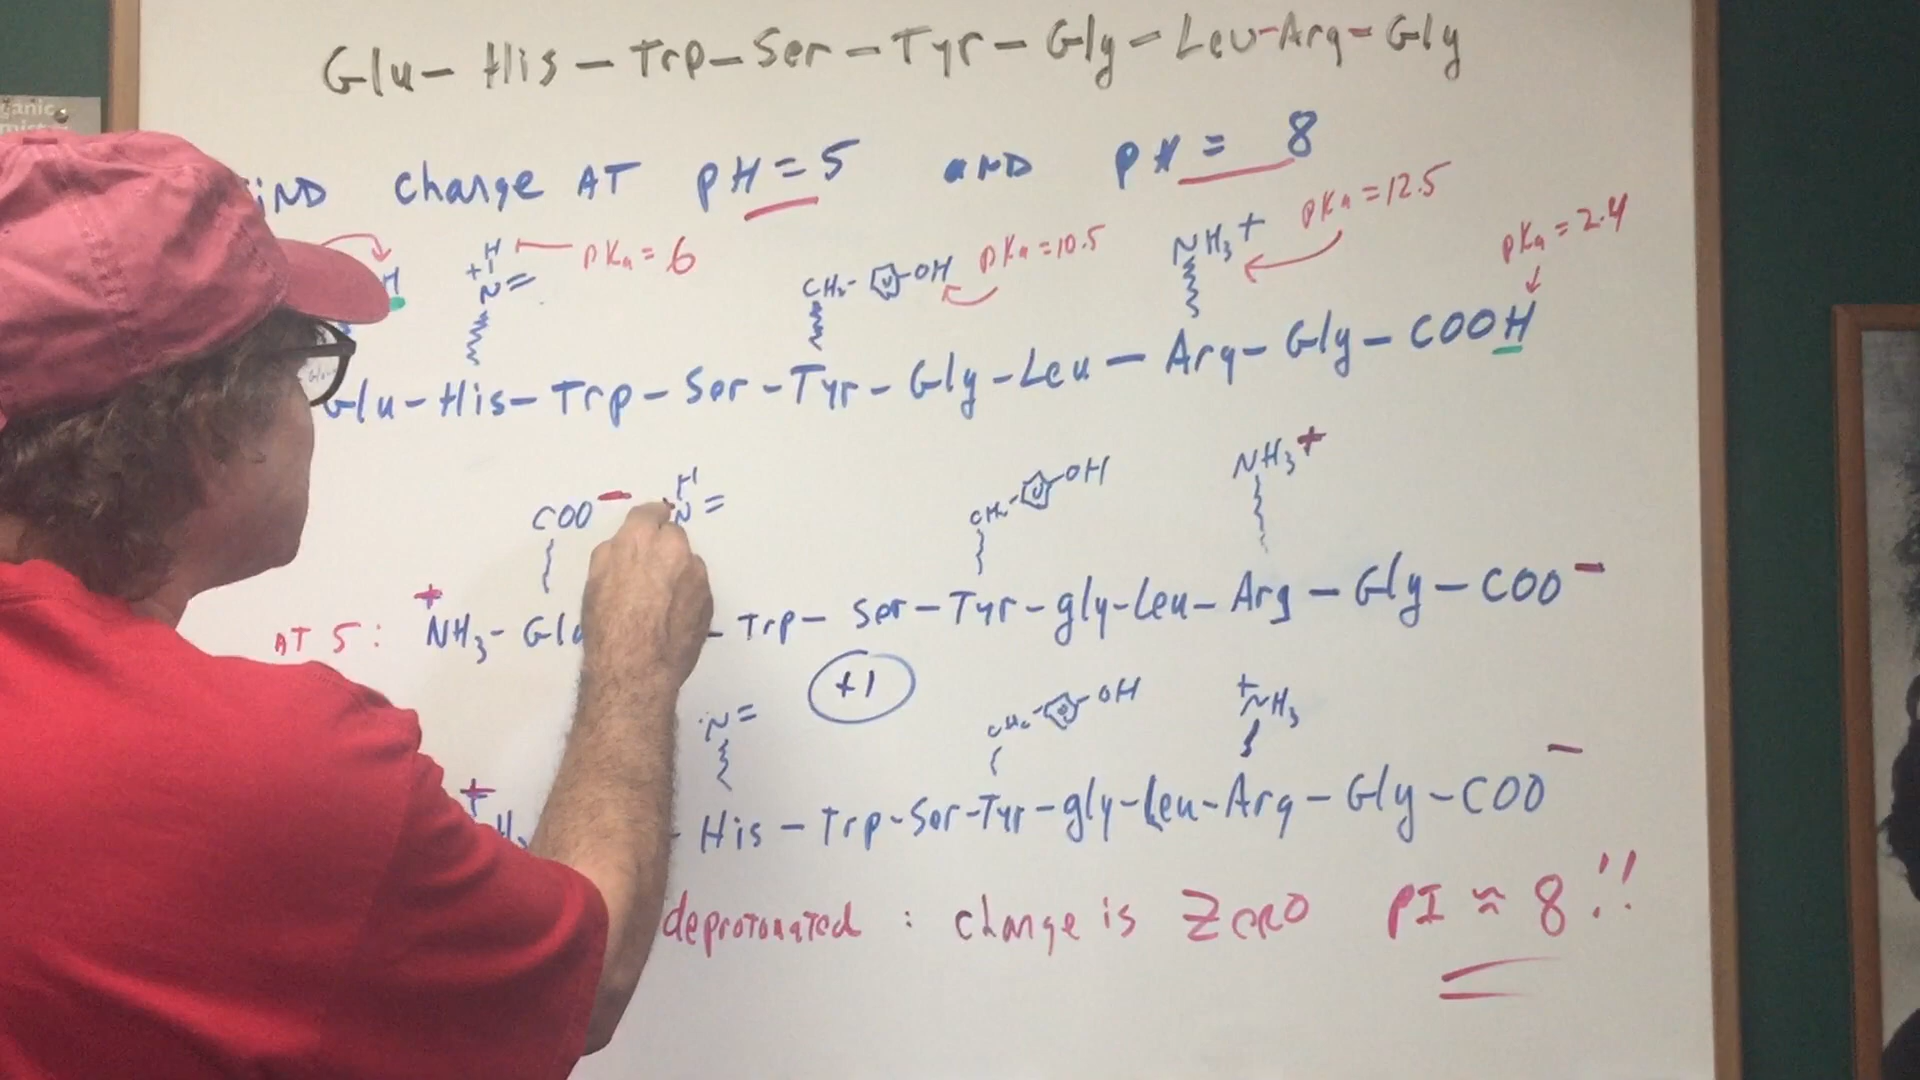 Glu - His - Trp - Ser - Tyr - Gly - Leu - Arg - Gly
IND change AT pH = 5 AND pH = 8
H +N H = pKa = 6 CH2- -OH pKa = 10.5 NH3+ pKa = 12.5 pKa = 2.4
Glu - His - Trp - Ser - Tyr - Gly - Leu - Arg - Gly - COOH
COO- H N = CH2- -OH NH3+
AT 5: +NH3 - Glu - Trp - Ser - Tyr - gly - Leu - Arg - Gly - COO-
+1
:N= CH2- -OH +NH3
+ - His - Trp - Ser - Tyr - gly - Leu - Arg - Gly - COO-
deprotonated : change is ZERO PI ≈ 8!!